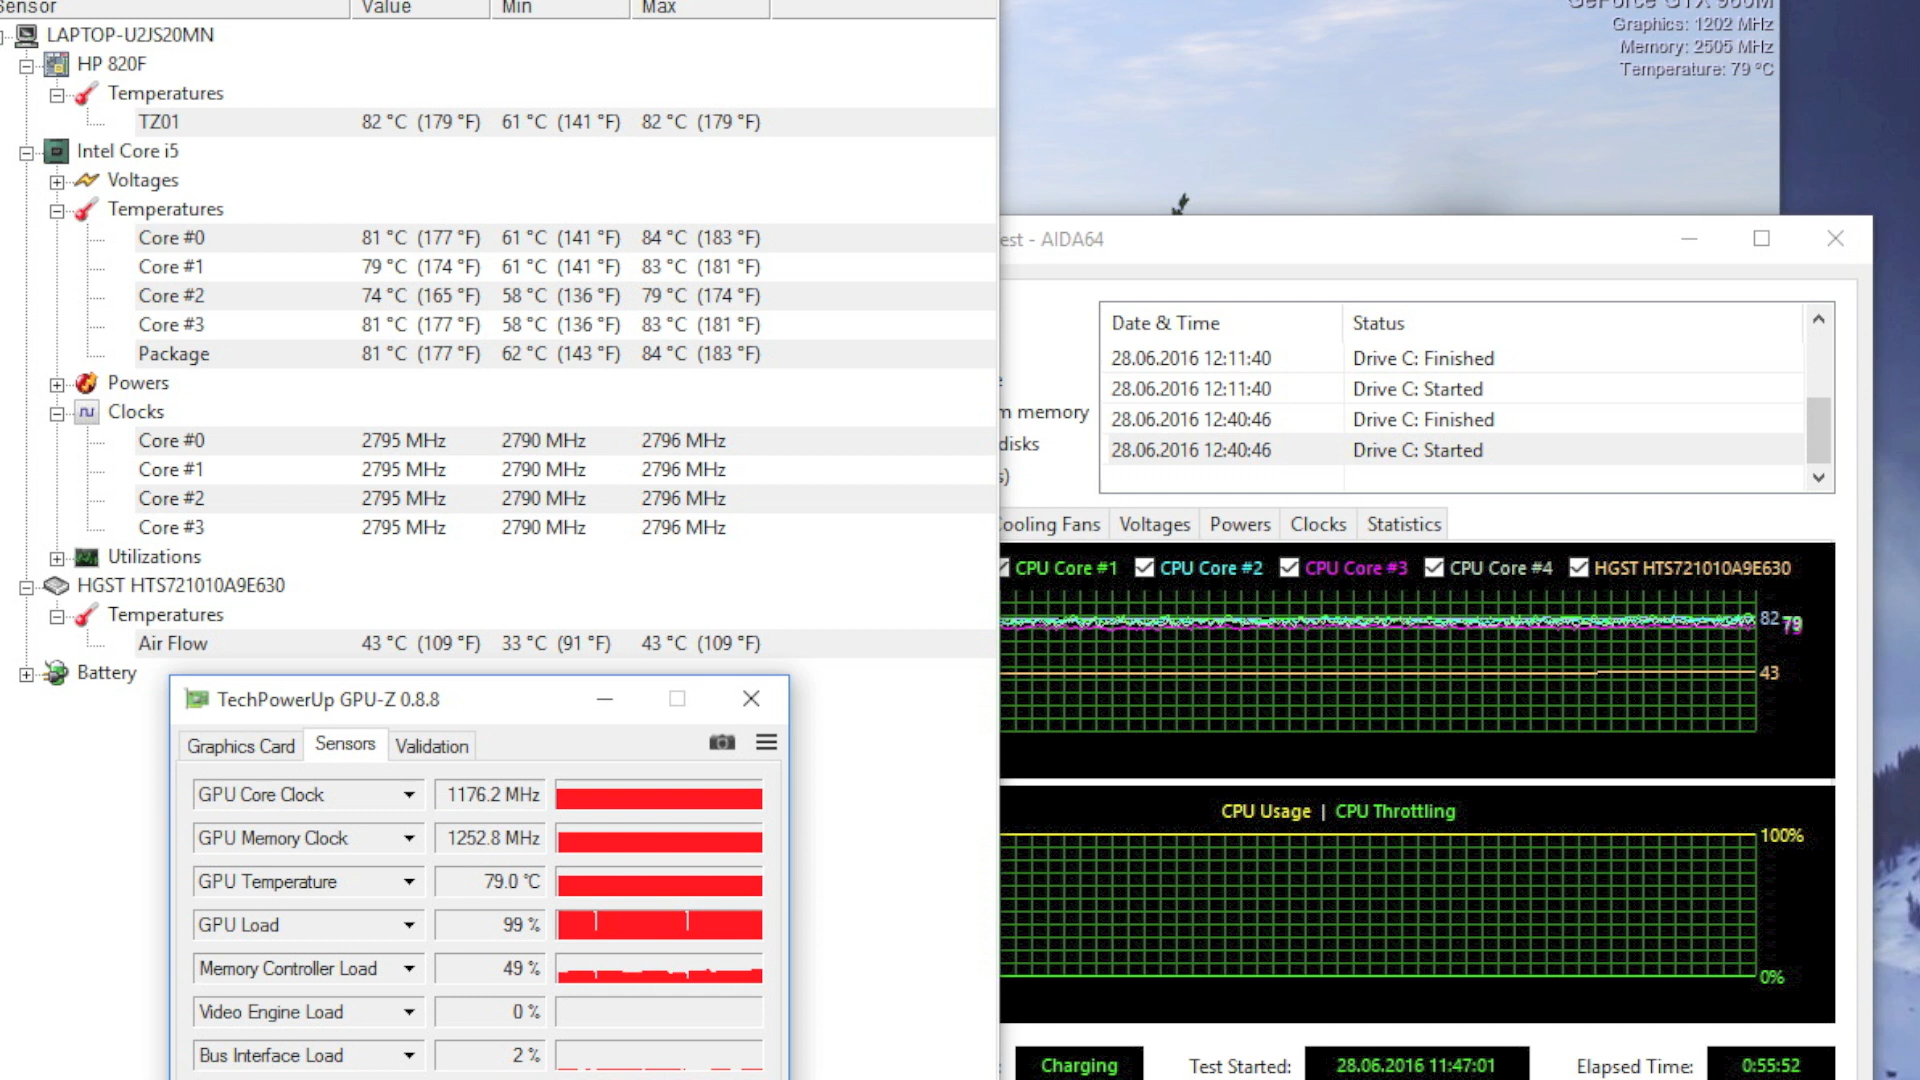 Sensor Value Min Max
LAPTOP-U2JS20MN
HP 820F
Temperatures
TZ01 82 °C (179 °F) 61 °C (141 °F) 82 °C (179 °F)
Intel Core i5
Voltages
Temperatures
Core #0 81 °C (177 °F) 61 °C (141 °F) 84 °C (183 °F)
Core #1 79 °C (174 °F) 61 °C (141 °F) 83 °C (181 °F)
Core #2 74 °C (165 °F) 58 °C (136 °F) 79 °C (174 °F)
Core #3 81 °C (177 °F) 58 °C (136 °F) 83 °C (181 °F)
Package 81 °C (177 °F) 62 °C (143 °F) 84 °C (183 °F)
Powers
Clocks
Core #0 2795 MHz 2790 MHz 2796 MHz
Core #1 2795 MHz 2790 MHz 2796 MHz
Core #2 2795 MHz 2790 MHz 2796 MHz
Core #3 2795 MHz 2790 MHz 2796 MHz
Utilizations
HGST HTS721010A9E630
Temperatures
Air Flow 43 °C (109 °F) 33 °C (91 °F) 43 °C (109 °F)
Battery
TechPowerUp GPU-Z 0.8.8
Graphics Card Sensors Validation
GPU Core Clock 1176.2 MHz
GPU Memory Clock 1252.8 MHz
GPU Temperature 79.0 °C
GPU Load 99 %
Memory Controller Load 49 %
Video Engine Load 0 %
Bus Interface Load 2 %
GeForce GTX 960M
Graphics: 1202 MHz
Memory: 2505 MHz
Temperature: 79 °C
est - AIDA64
Date & Time Status
28.06.2016 12:11:40 Drive C: Finished
28.06.2016 12:11:40 Drive C: Started
28.06.2016 12:40:46 Drive C: Finished
28.06.2016 12:40:46 Drive C: Started
e
m memory
disks
s)
Cooling Fans Voltages Powers Clocks Statistics
CPU Core #1 CPU Core #2 CPU Core #3 CPU Core #4 HGST HTS721010A9E630
82 79
43
CPU Usage | CPU Throttling
100%
0%
Charging Test Started: 28.06.2016 11:47:01 Elapsed Time: 0:55:52